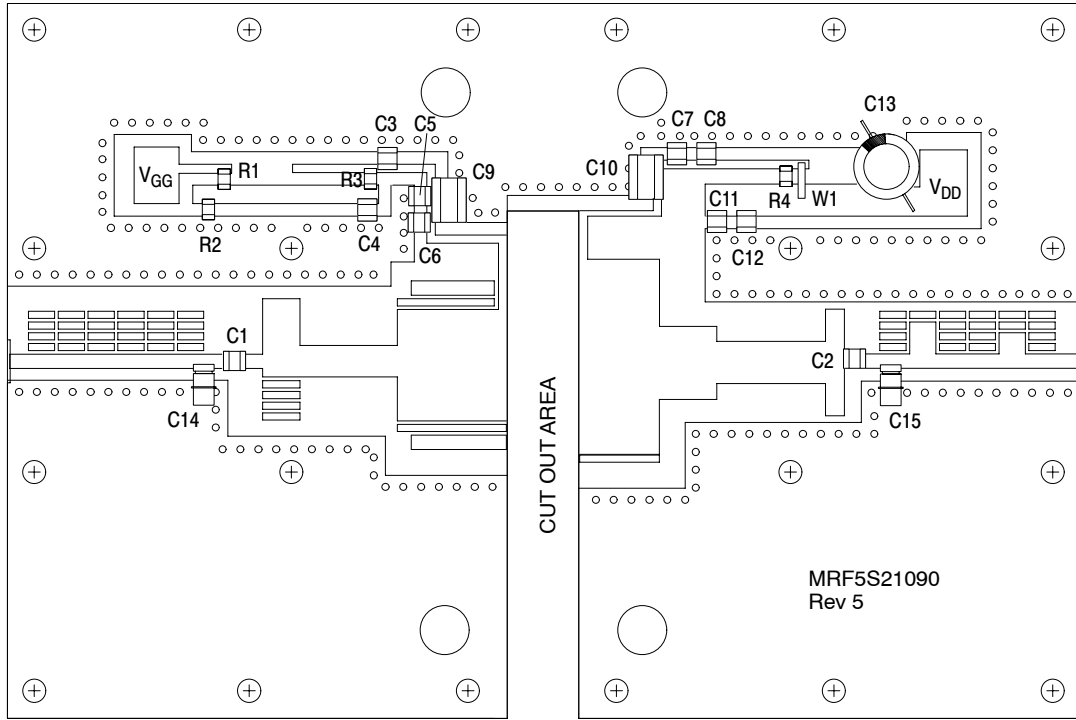 C3
C5
C7 C8
C13
V_GG
R1
R3
C9
C10
R4
W1
V_DD
R2
C4
C6
C11
C12
C1
C2
C14
C15
CUT OUT AREA
MRF5S21090
Rev 5